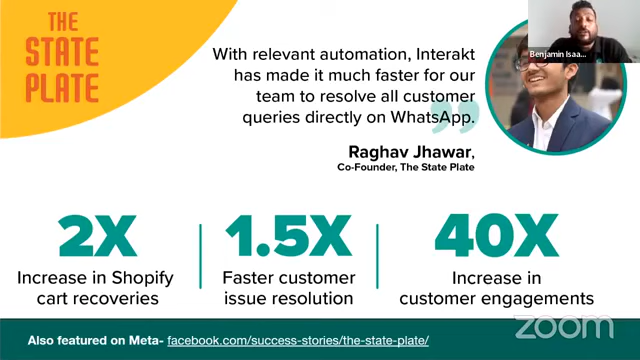 THE
STATE
PLATE
With relevant automation, Interakt
has made it much faster for our
team to resolve all customer
queries directly on WhatsApp.
”
Raghav Jhawar,
Co-Founder, The State Plate
Benjamin Isaa...
2X
Increase in Shopify
cart recoveries
1.5X
Faster customer
issue resolution
40X
Increase in
customer engagements
zoom
Also featured on Meta- facebook.com/success-stories/the-state-plate/